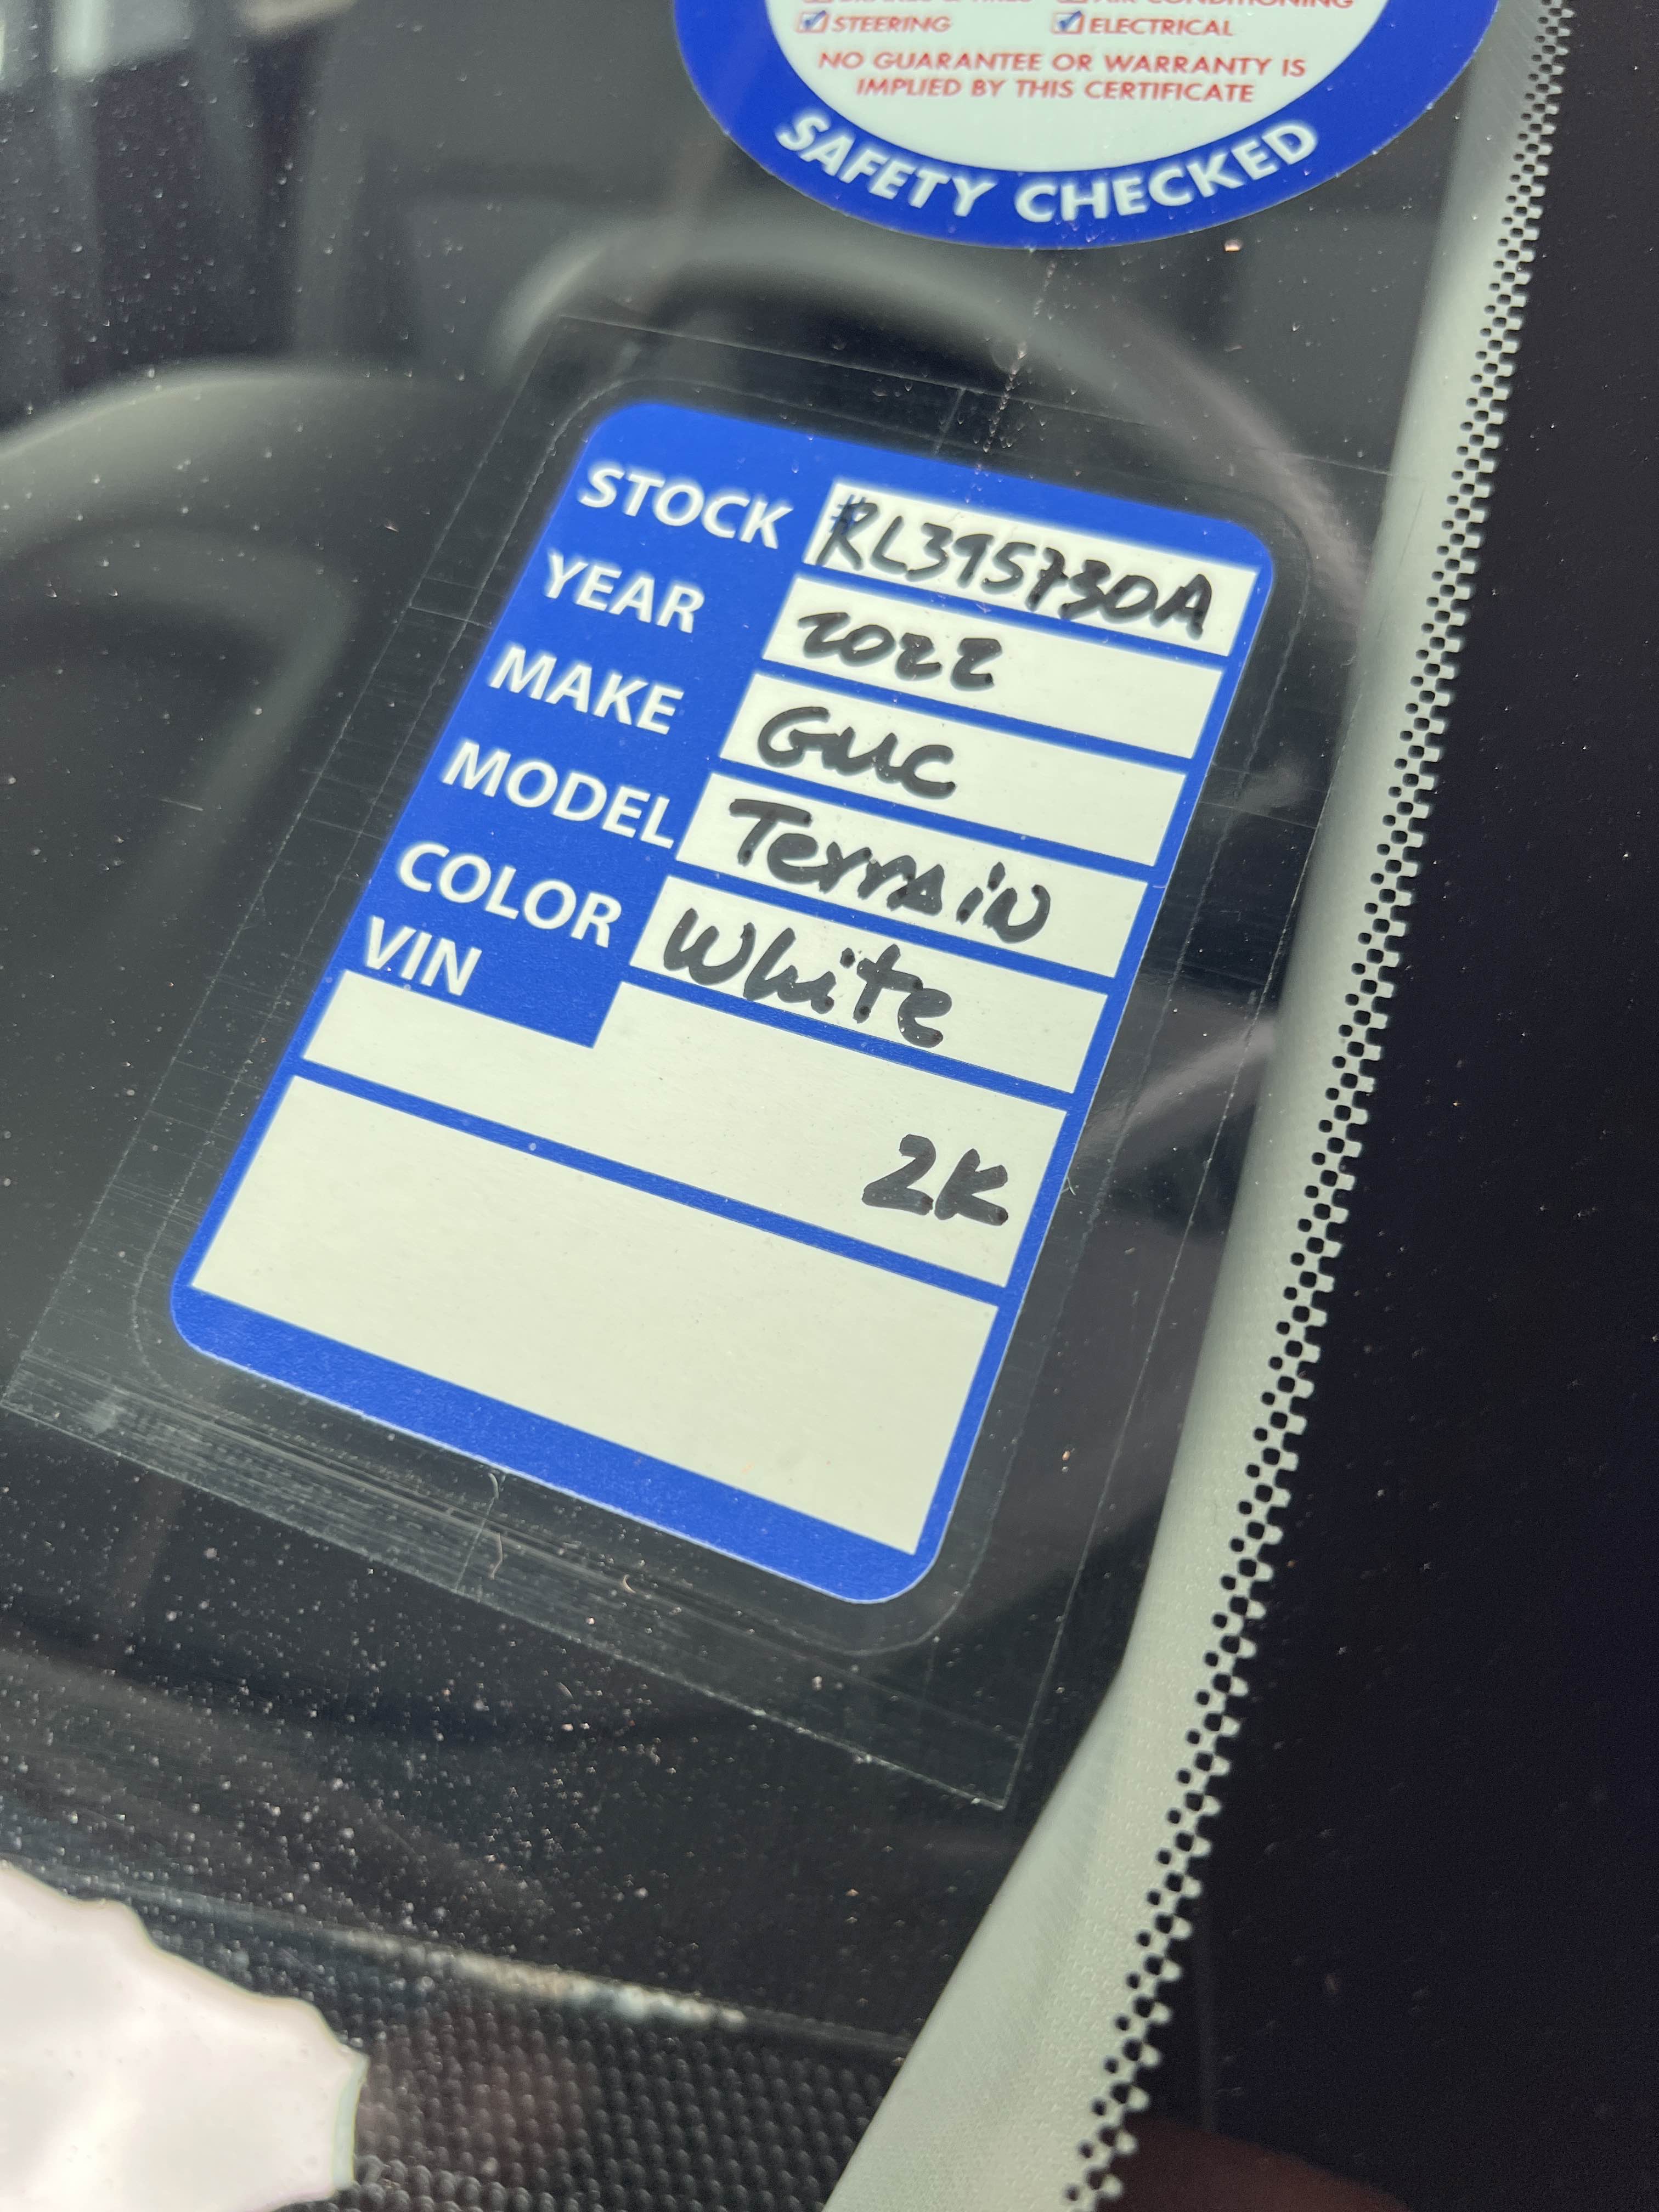 STEERING ELECTRICAL
NO GUARANTEE OR WARRANTY IS
IMPLIED BY THIS CERTIFICATE
SAFETY CHECKED
STOCK RL395730A
YEAR 2022
MAKE GMC
MODEL Terrain
COLOR White
VIN
2K